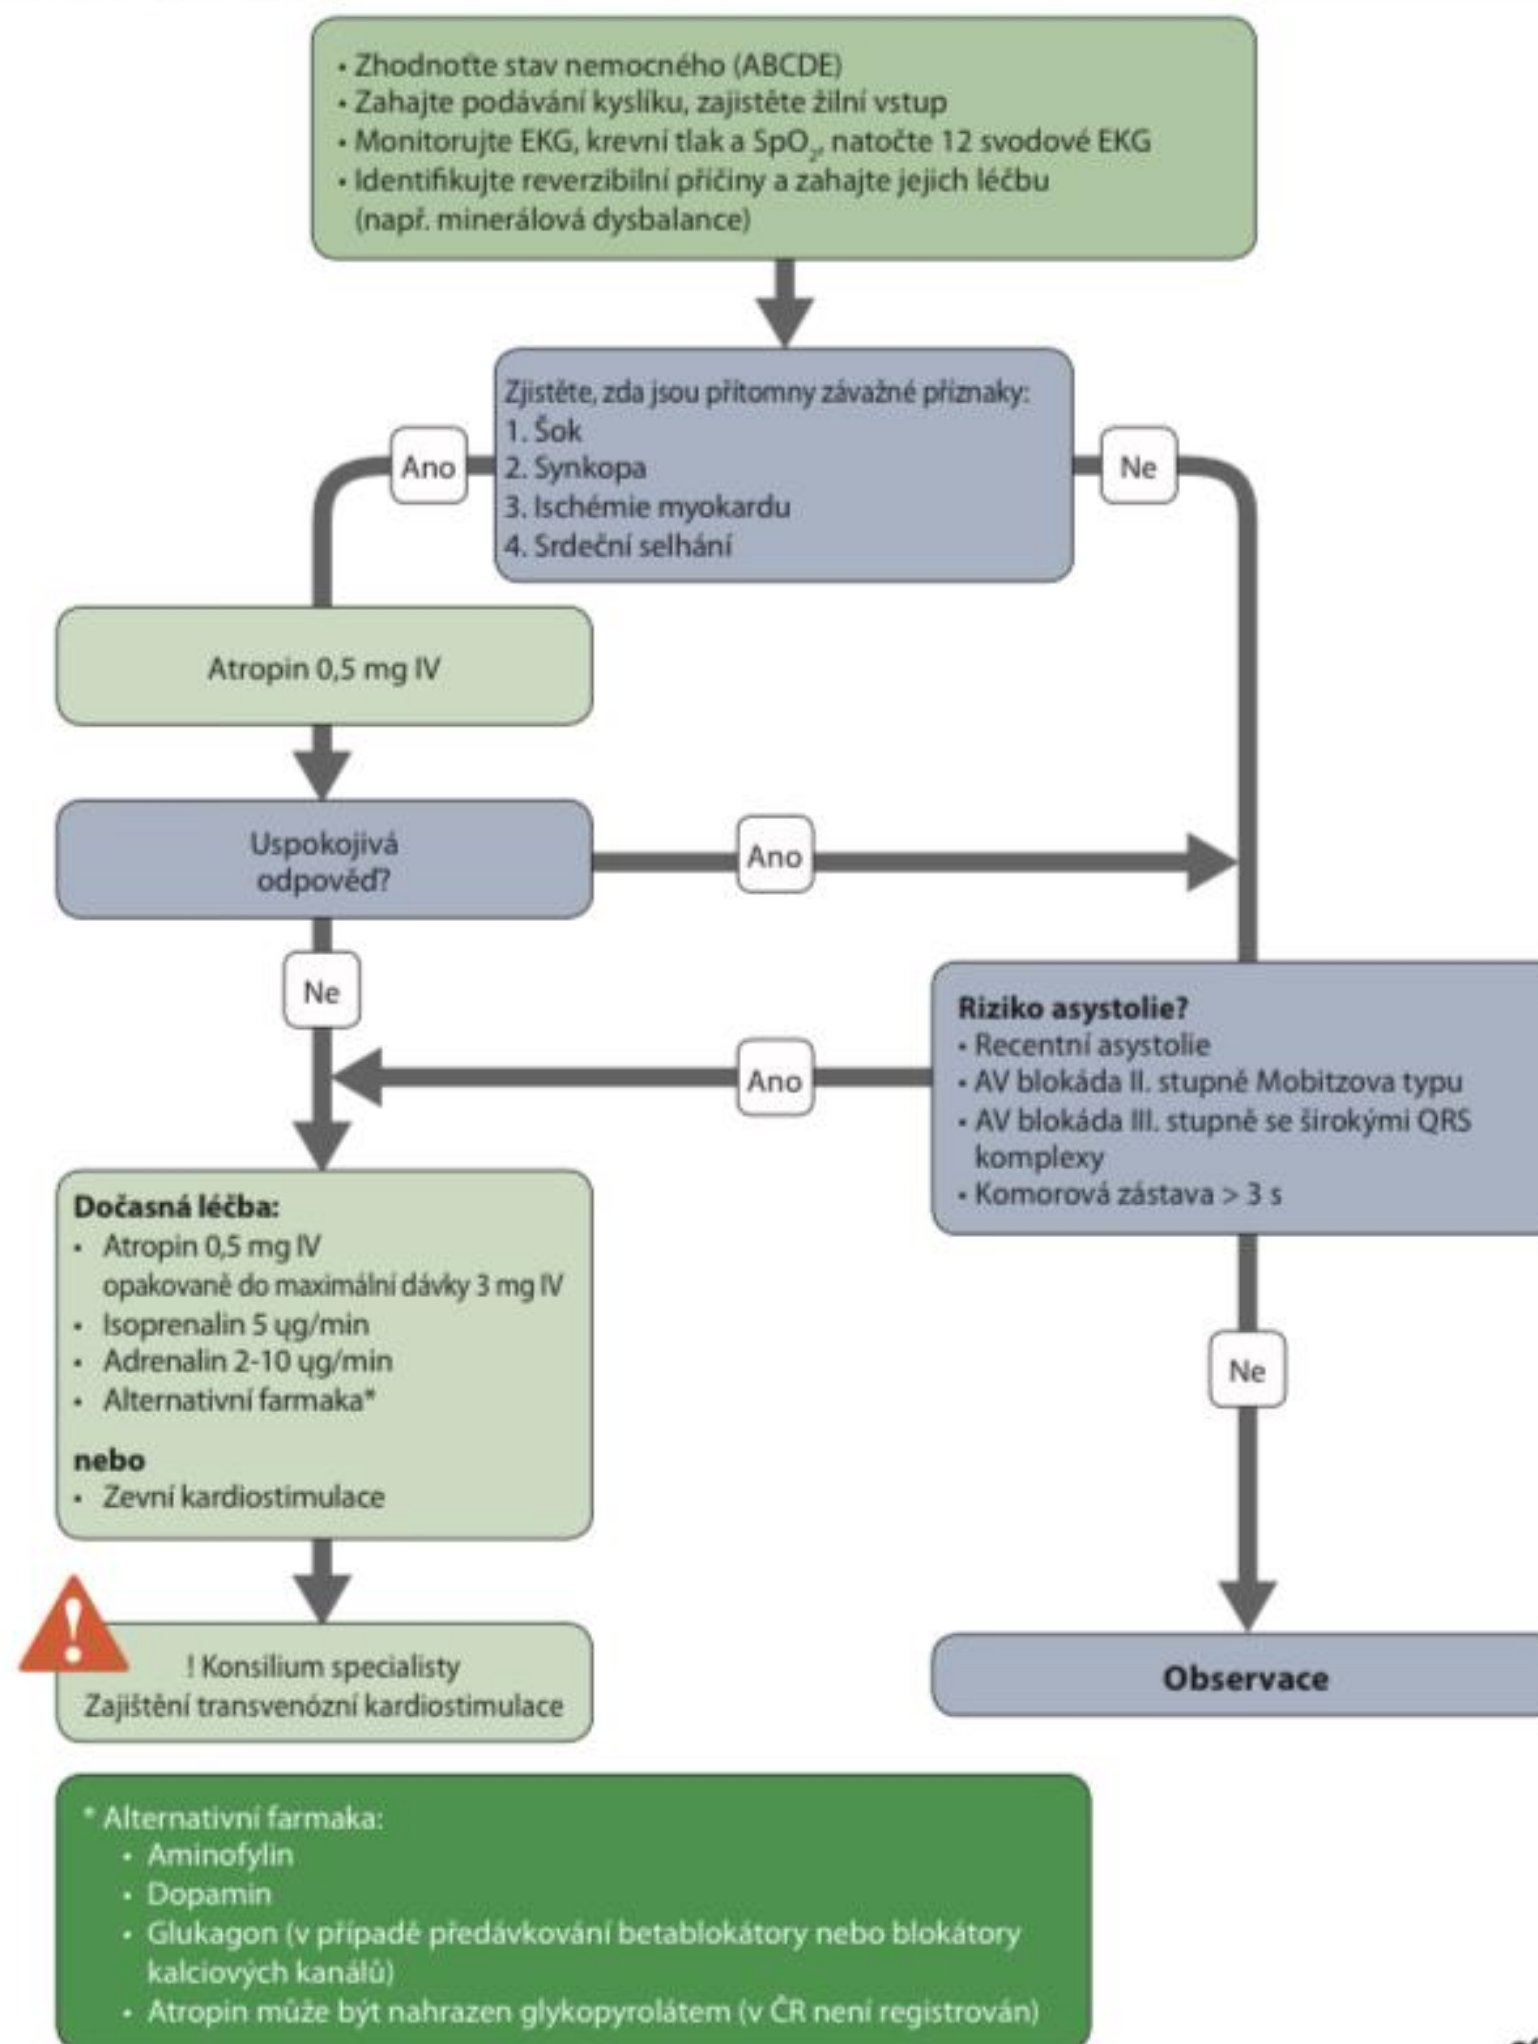 • Zhodnoťte stav nemocného (ABCDE)
• Zahajte podávání kyslíku, zajistěte žilní vstup
• Monitorujte EKG, krevní tlak a SpO₂, natočte 12 svodové EKG
• Identifikujte reverzibilní příčiny a zahajte jejich léčbu
(např. minerálová dysbalance)
Zjistěte, zda jsou přítomny závažné příznaky:
1. Šok
2. Synkopa
3. Ischémie myokardu
4. Srdeční selhání
Ano
Ne
Atropin 0,5 mg IV
Uspokojivá
odpověď?
Ano
Ne
Riziko asystolie?
• Recentní asystolie
• AV blokáda II. stupně Mobitzova typu
• AV blokáda III. stupně se širokými QRS
komplexy
• Komorová zástava > 3 s
Ano
Dočasná léčba:
• Atropin 0,5 mg IV
opakovaně do maximální dávky 3 mg IV
• Isoprenalin 5 ųg/min
• Adrenalin 2-10 ųg/min
• Alternativní farmaka*
nebo
• Zevní kardiostimulace
Ne
! Konsilium specialisty
Zajištění transvenózní kardiostimulace
Observace
* Alternativní farmaka:
• Aminofylin
• Dopamin
• Glukagon (v případě předávkování betablokátory nebo blokátory
kalciových kanálů)
• Atropin může být nahrazen glykopyrolátem (v ČR není registrován)